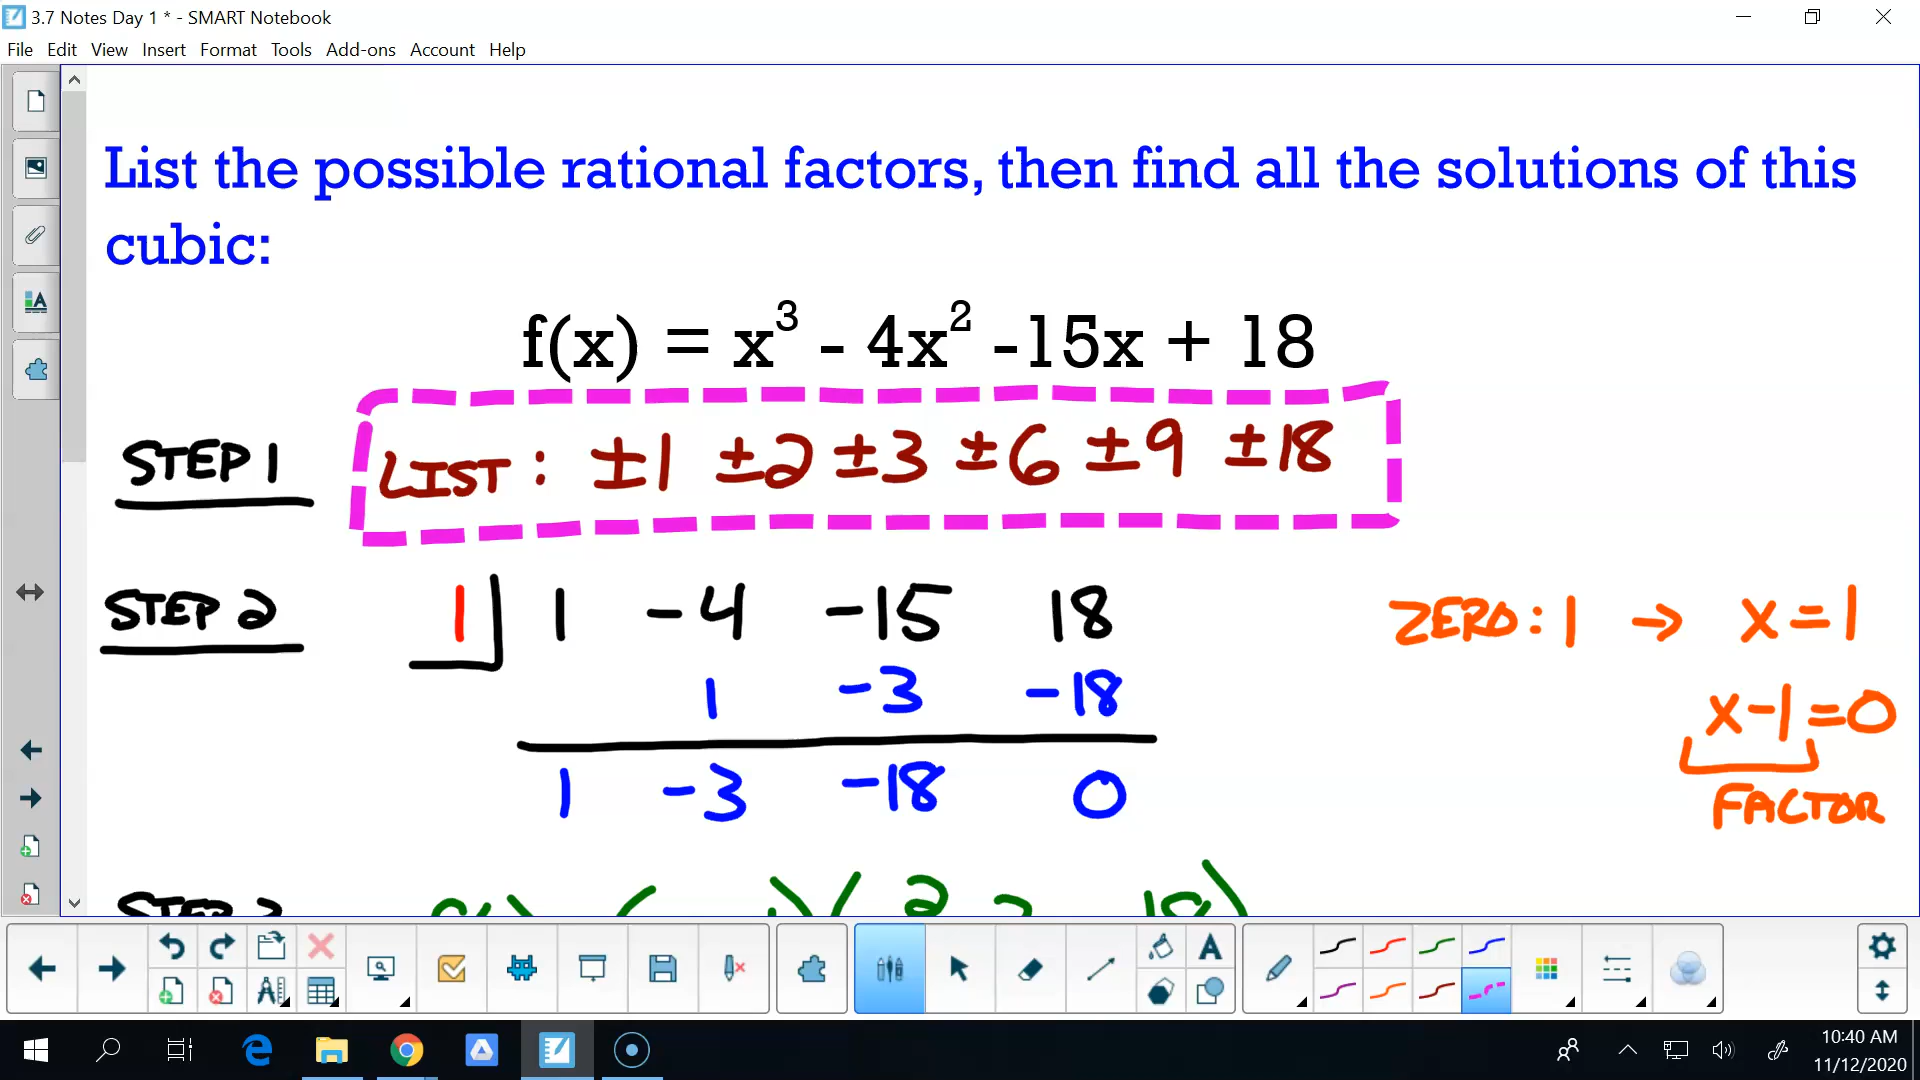 3.7 Notes Day 1 * - SMART Notebook
File Edit View Insert Format Tools Add-ons Account Help
List the possible rational factors, then find all the solutions of this
cubic:
f(x) = x³ - 4x² -15x + 18
STEP 1
LIST : ±1 ±2 ±3 ±6 ±9 ±18
STEP 2
1 1 -4 -15 18
ZERO: 1 → x = 1
1 -3 -18
x-1=0
1 -3 -18 0
FACTOR
10:40 AM
11/12/2020